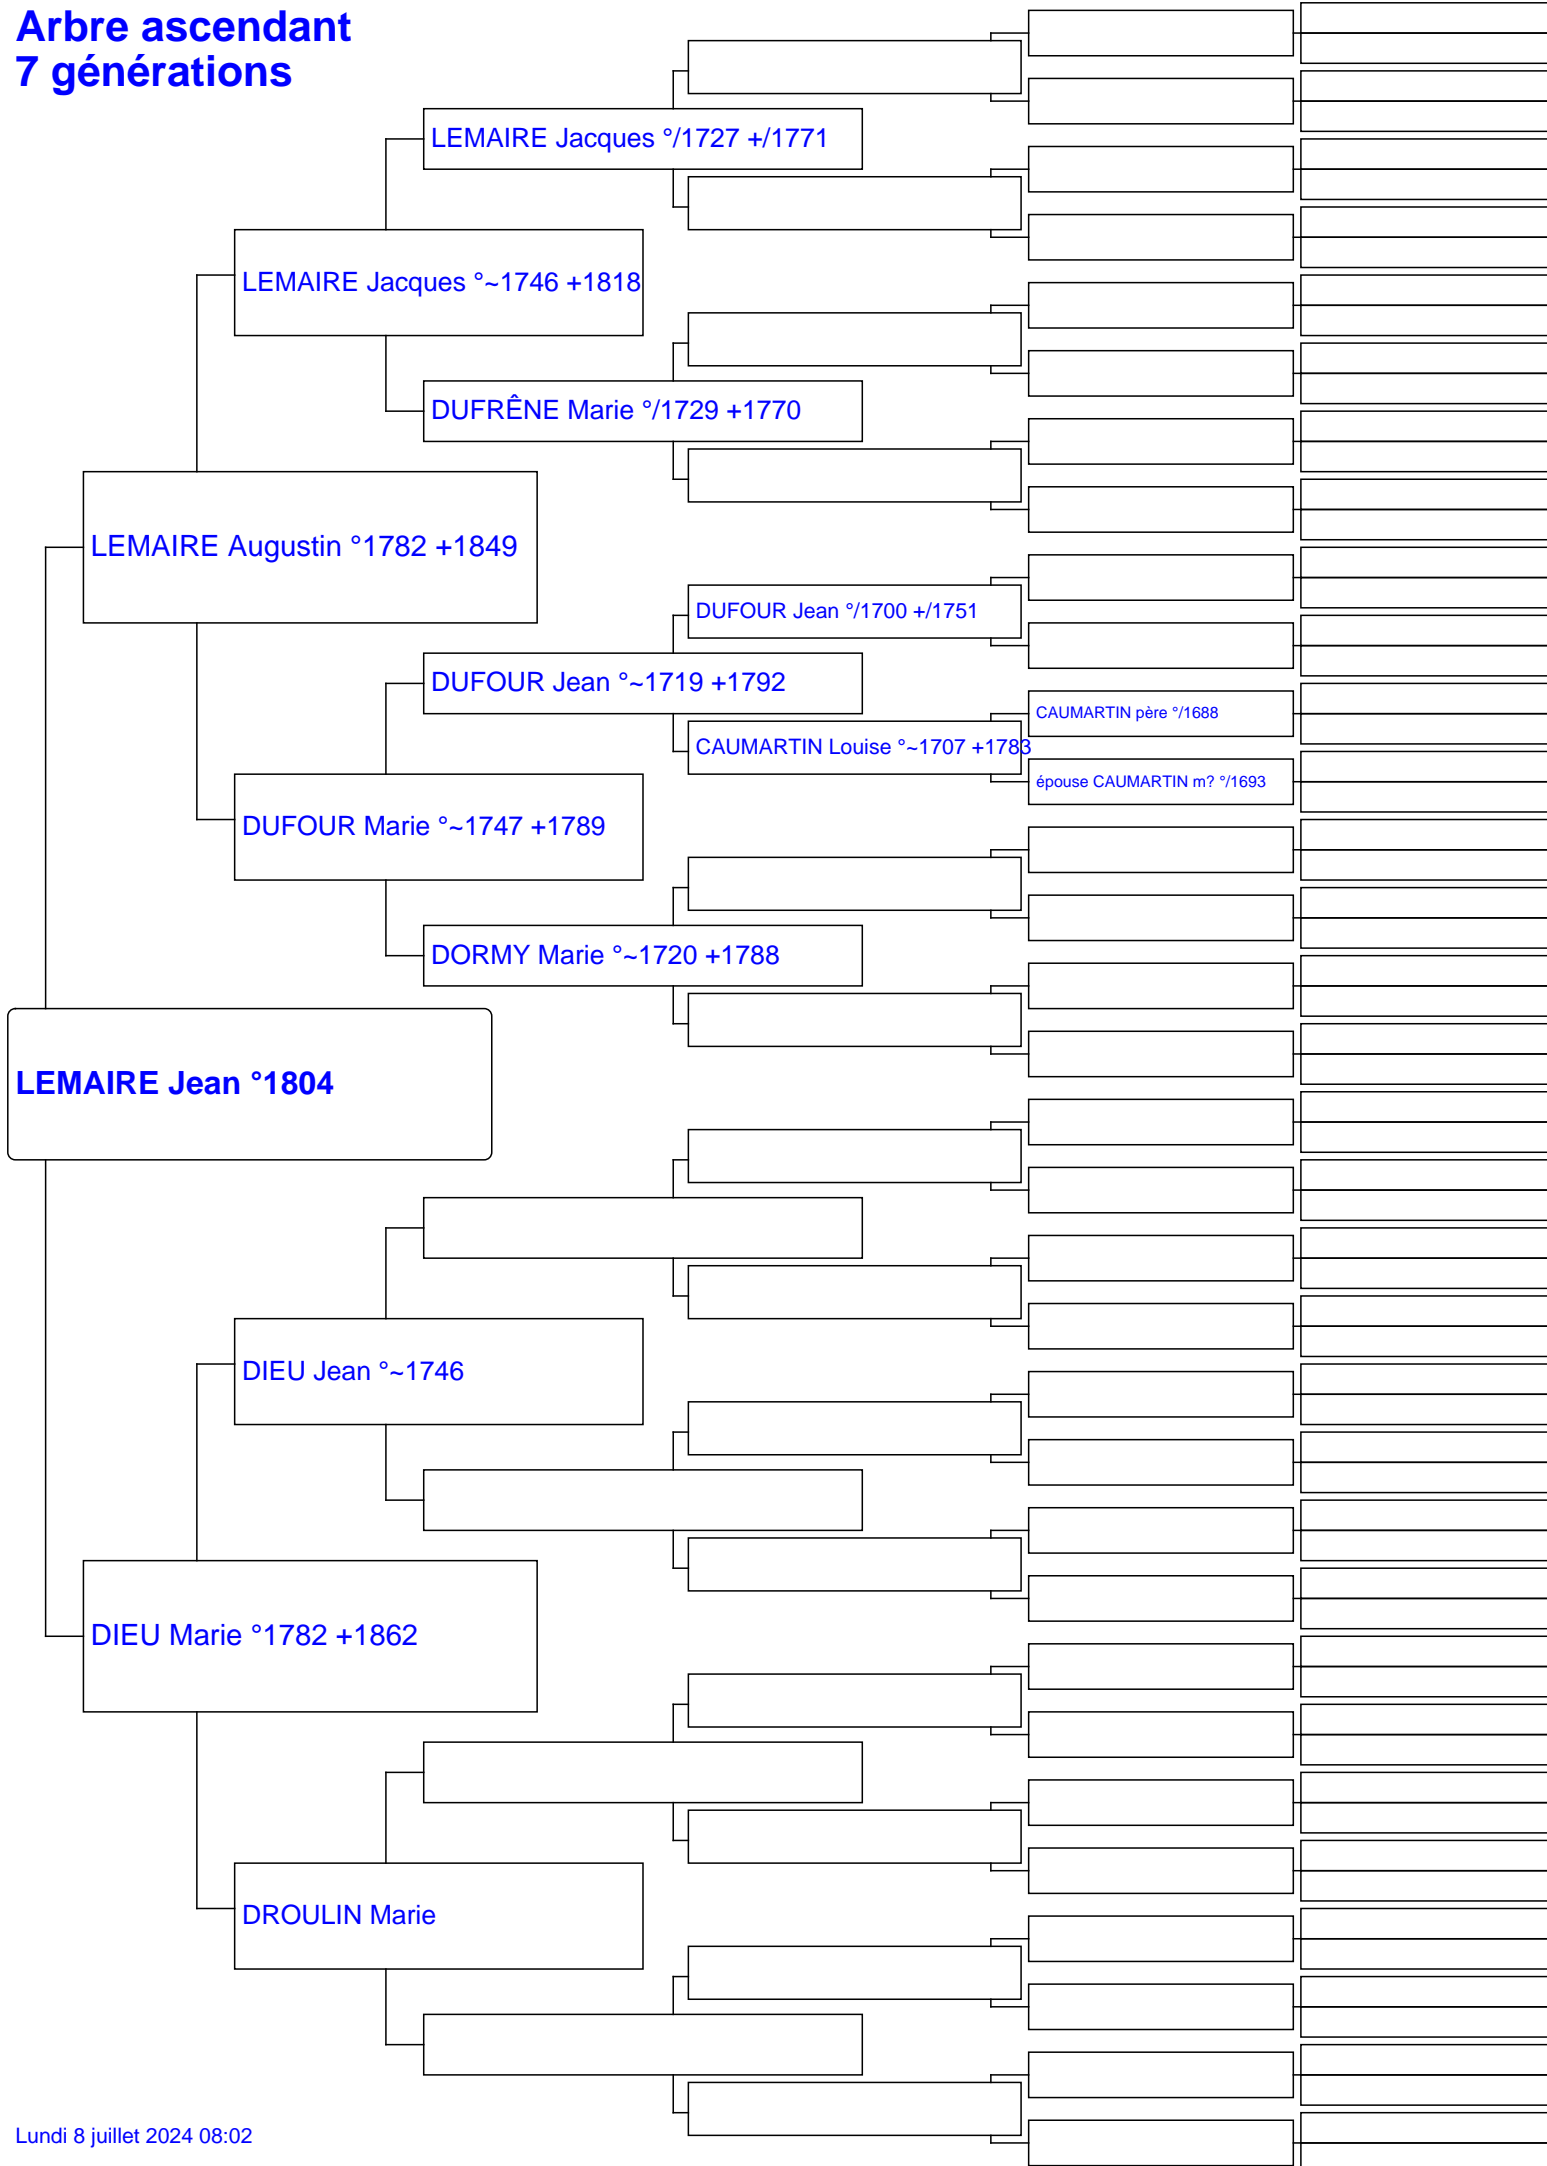 Arbre ascendant
7 générations
LEMAIRE Jacques °/1727 +/1771
LEMAIRE Jacques °~1746 +1818
DUFRÊNE Marie °/1729 +1770
LEMAIRE Augustin °1782 +1849
DUFOUR Jean °/1700 +/1751
DUFOUR Jean °~1719 +1792
CAUMARTIN père °/1688
CAUMARTIN Louise °~1707 +1783
épouse CAUMARTIN m? °/1693
DUFOUR Marie °~1747 +1789
DORMY Marie °~1720 +1788
LEMAIRE Jean °1804
DIEU Jean °~1746
DIEU Marie °1782 +1862
DROULIN Marie
Lundi 8 juillet 2024 08:02